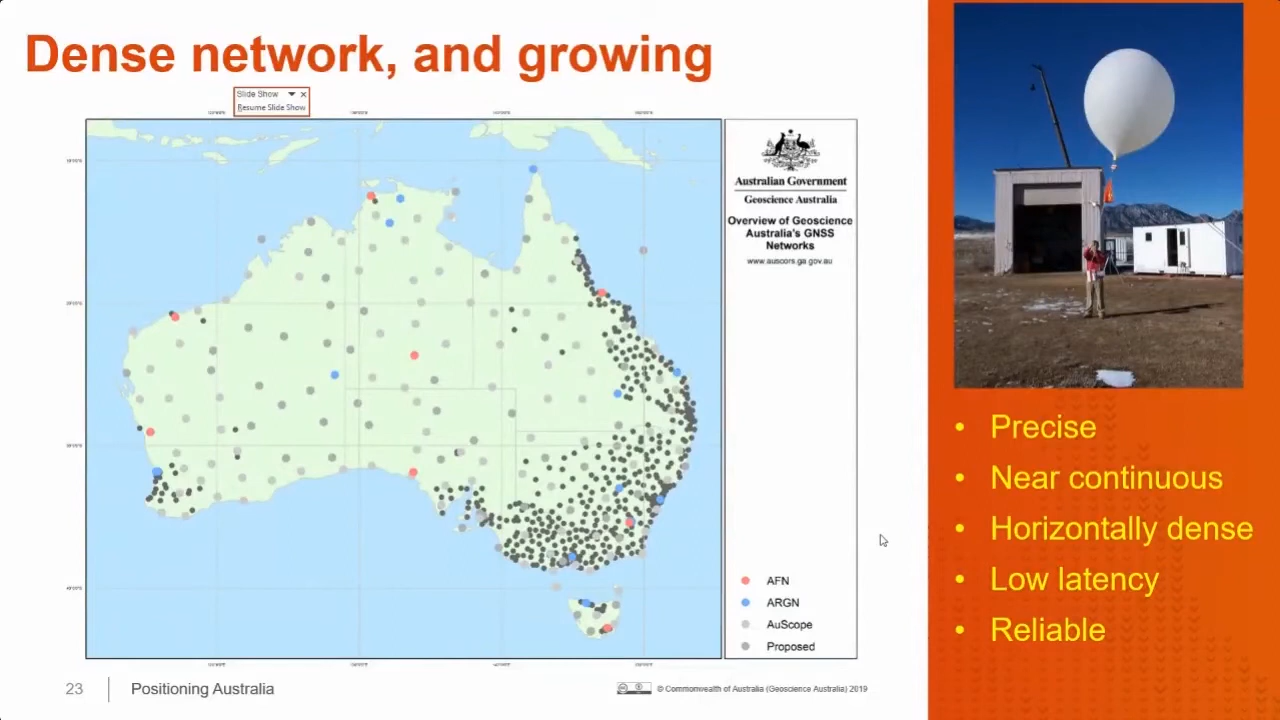 Dense network, and growing
Slide Show
Resume Slide Show
Australian Government
Geoscience Australia
Overview of Geoscience
Australia's GNSS
Networks
www.auscors.ga.gov.au
AFN
ARGN
AuScope
Proposed
• Precise
• Near continuous
• Horizontally dense
• Low latency
• Reliable
23
Positioning Australia
© Commonwealth of Australia (Geoscience Australia) 2019